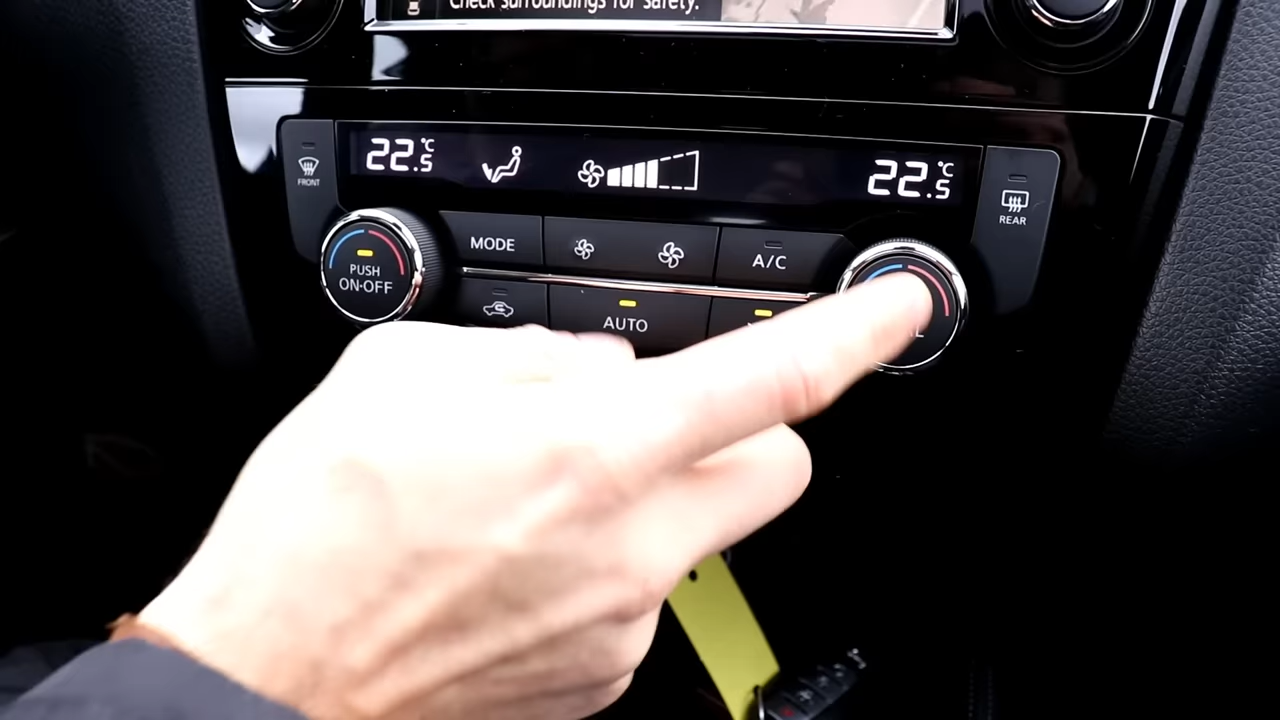 Check surroundings for safety.
22.5°C
22.5°C
FRONT
REAR
MODE
A/C
PUSH
ON·OFF
AUTO